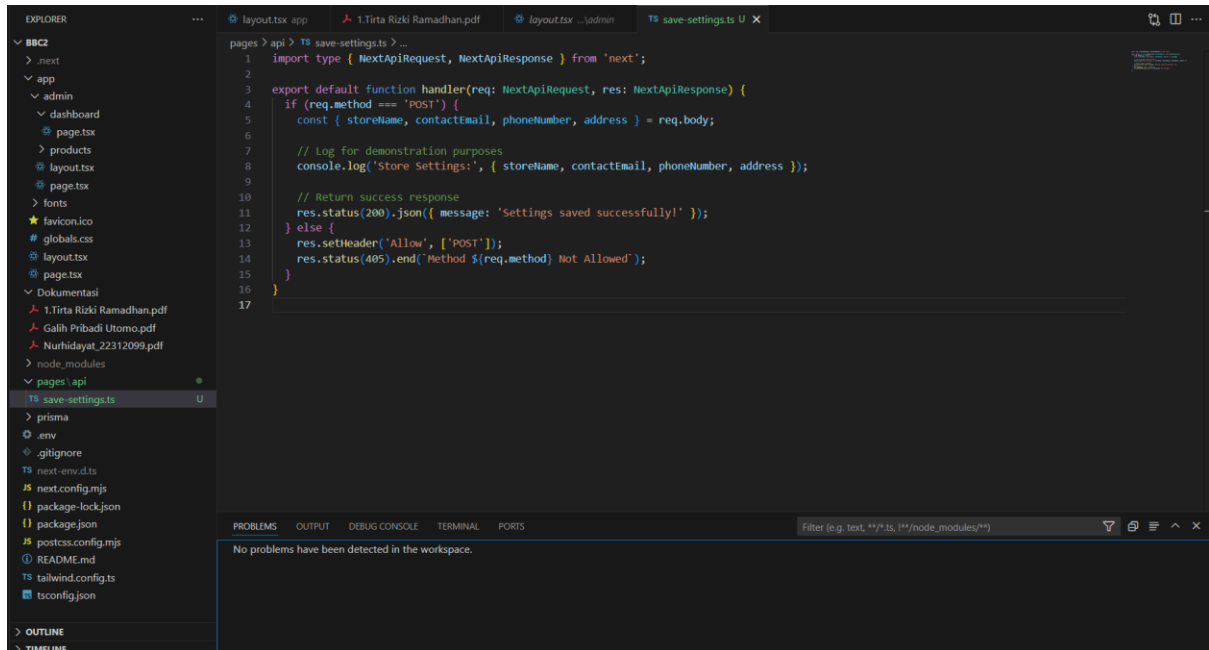 EXPLORER
BBC2
.next
app
admin
dashboard
page.tsx
products
layout.tsx
page.tsx
fonts
favicon.ico
globals.css
layout.tsx
page.tsx
Dokumentasi
1.Tirta Rizki Ramadhan.pdf
Galih Pribadi Utomo.pdf
Nurhidayat_22312099.pdf
node_modules
pages\api
TS save-settings.ts U
prisma
.env
.gitignore
TS next-env.d.ts
JS next.config.mjs
{} package-lock.json
{} package.json
JS postcss.config.mjs
README.md
TS tailwind.config.ts
tsconfig.json
OUTLINE
TIMELINE
layout.tsx app 1.Tirta Rizki Ramadhan.pdf layout.tsx ...\admin TS save-settings.ts U
pages > api > TS save-settings.ts > ...
1 import type { NextApiRequest, NextApiResponse } from 'next';
2
3 export default function handler(req: NextApiRequest, res: NextApiResponse) {
4 if (req.method === 'POST') {
5 const { storeName, contactEmail, phoneNumber, address } = req.body;
6
7 // Log for demonstration purposes
8 console.log('Store Settings:', { storeName, contactEmail, phoneNumber, address });
9
10 // Return success response
11 res.status(200).json({ message: 'Settings saved successfully!' });
12 } else {
13 res.setHeader('Allow', ['POST']);
14 res.status(405).end(`Method ${req.method} Not Allowed`);
15 }
16 }
17
PROBLEMS OUTPUT DEBUG CONSOLE TERMINAL PORTS Filter (e.g. text, **/*.ts, !**/node_modules/**)
No problems have been detected in the workspace.